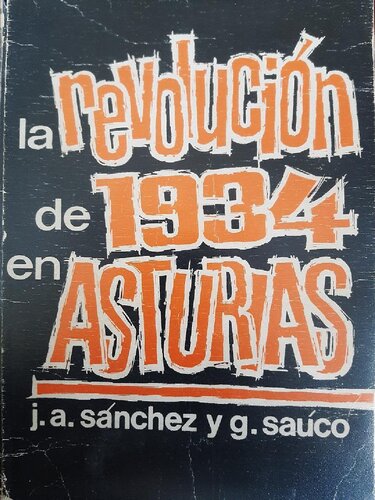 la revolución
de 1934
en ASTURIAS
j.a. sánchez y g. saúco